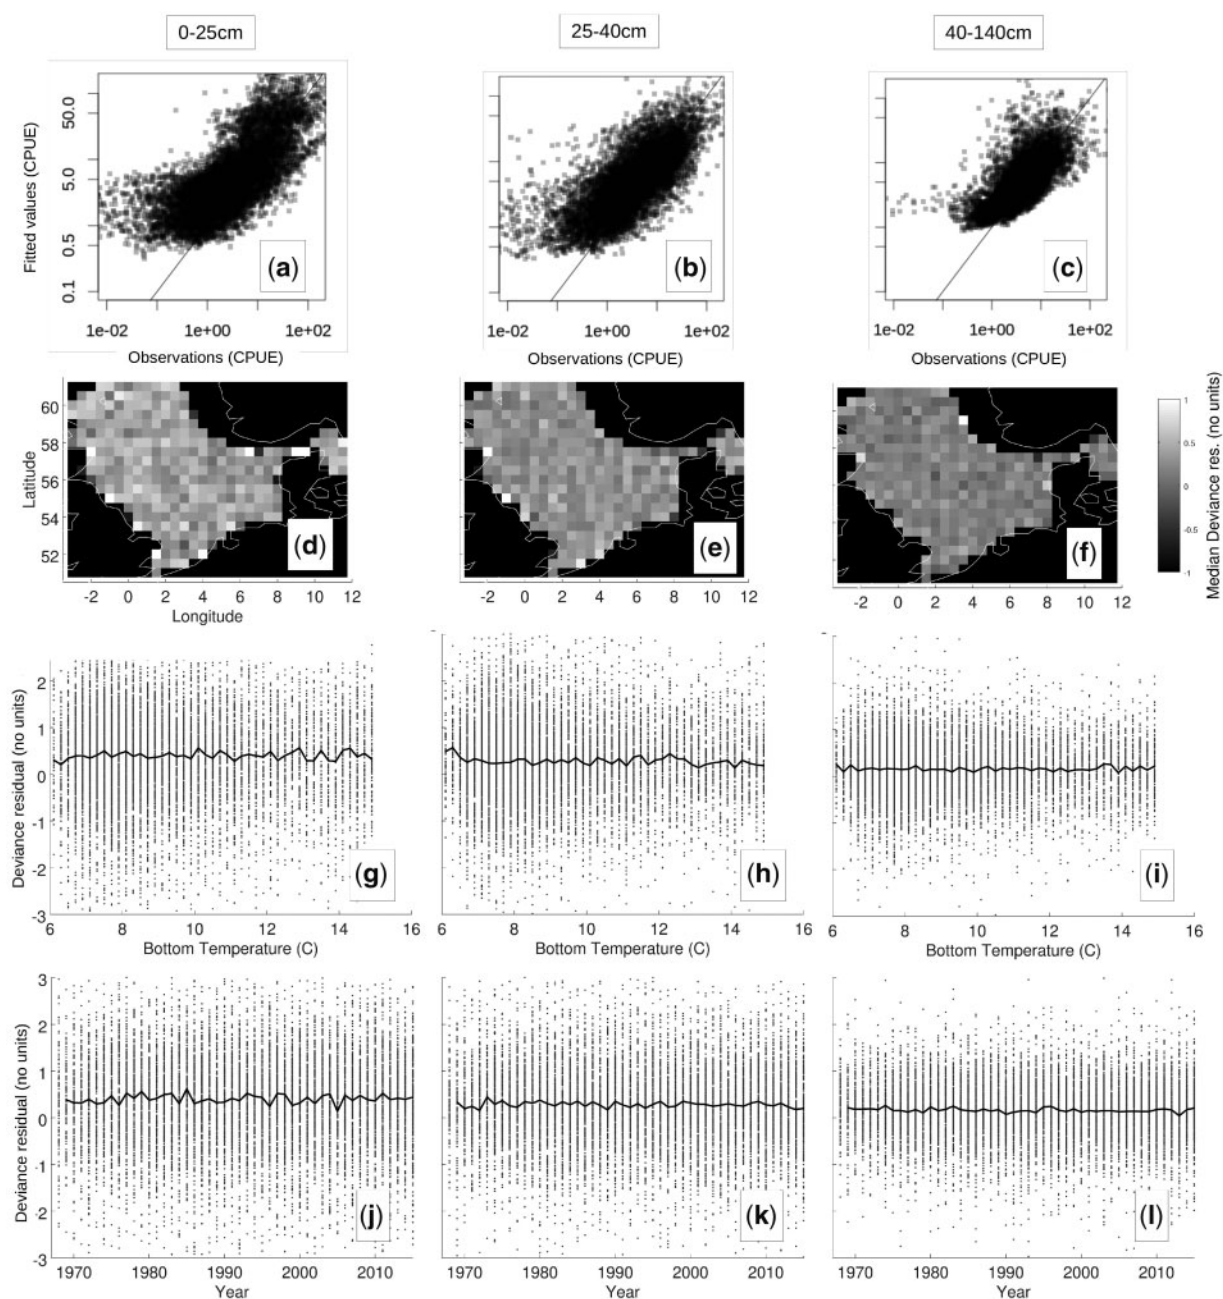 0-25cm 25-40cm 40-140cm
Fitted values (CPUE)
50.0
5.0
0.5
0.1
(a) (b) (c)
1e-02 1e+00 1e+02 1e-02 1e+00 1e+02 1e-02 1e+00 1e+02
Observations (CPUE) Observations (CPUE) Observations (CPUE)
Latitude
60
58
56
54
52
(d) (e) (f)
1
0.5
0
-0.5
-1
Median Deviance res. (no units)
-2 0 2 4 6 8 10 12 -2 0 2 4 6 8 10 12 -2 0 2 4 6 8 10 12
Longitude
Deviance residual (no units)
2
1
0
-1
-2
-3
(g) (h) (i)
6 8 10 12 14 16 6 8 10 12 14 16 6 8 10 12 14 16
Bottom Temperature (C) Bottom Temperature (C) Bottom Temperature (C)
Deviance residual (no units)
3
2
1
0
-1
-2
-3
(j) (k) (l)
1970 1980 1990 2000 2010 1970 1980 1990 2000 2010 1970 1980 1990 2000 2010
Year Year Year